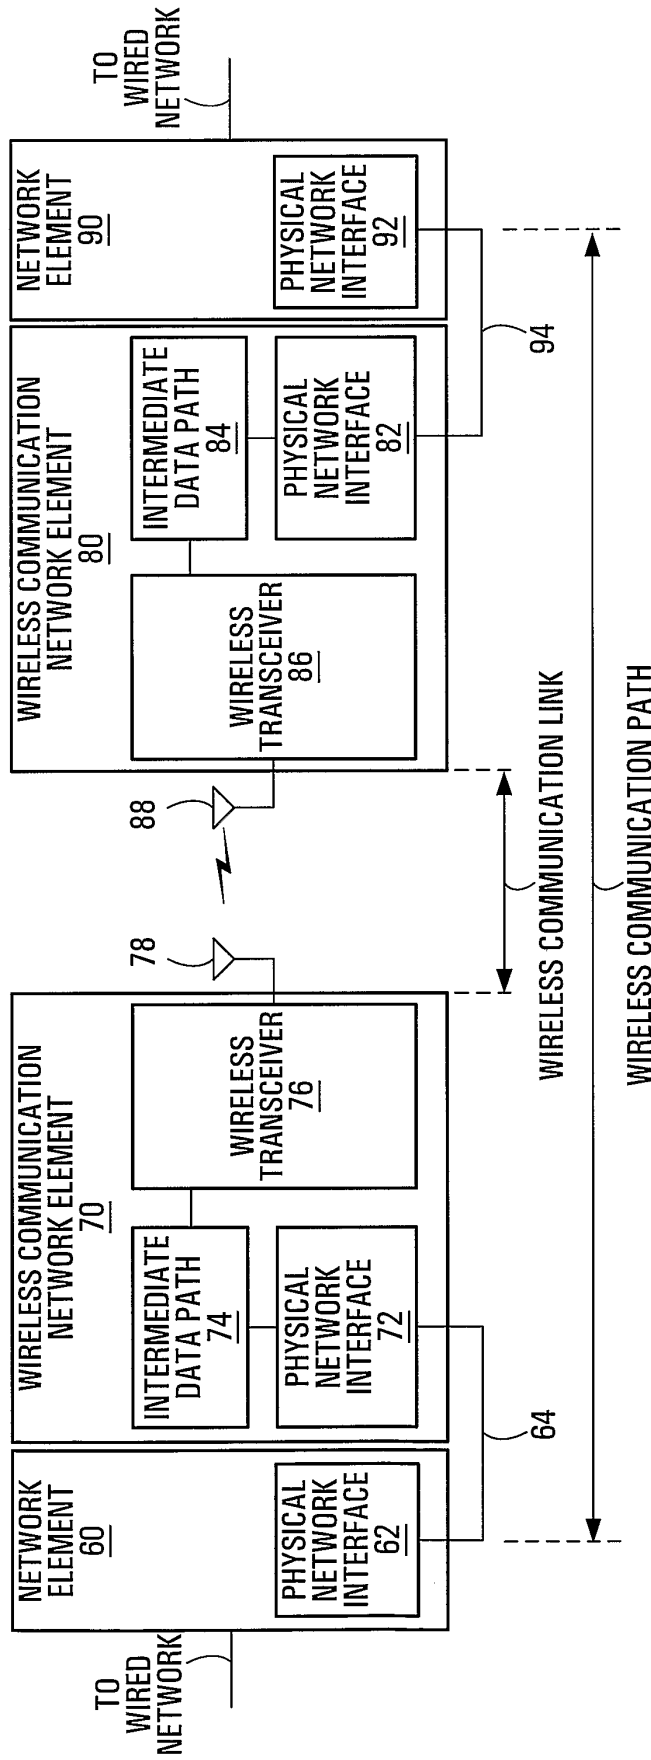 TO
WIRED
NETWORK
NETWORK
ELEMENT
60
PHYSICAL
NETWORK
INTERFACE
62
64
WIRELESS COMMUNICATION
NETWORK ELEMENT
70
INTERMEDIATE
DATA PATH
74
PHYSICAL
NETWORK
INTERFACE
72
WIRELESS
TRANSCEIVER
76
78
88
WIRELESS COMMUNICATION
NETWORK ELEMENT
80
WIRELESS
TRANSCEIVER
86
INTERMEDIATE
DATA PATH
84
PHYSICAL
NETWORK
INTERFACE
82
NETWORK
ELEMENT
90
PHYSICAL
NETWORK
INTERFACE
92
94
TO
WIRED
NETWORK
WIRELESS COMMUNICATION LINK
WIRELESS COMMUNICATION PATH